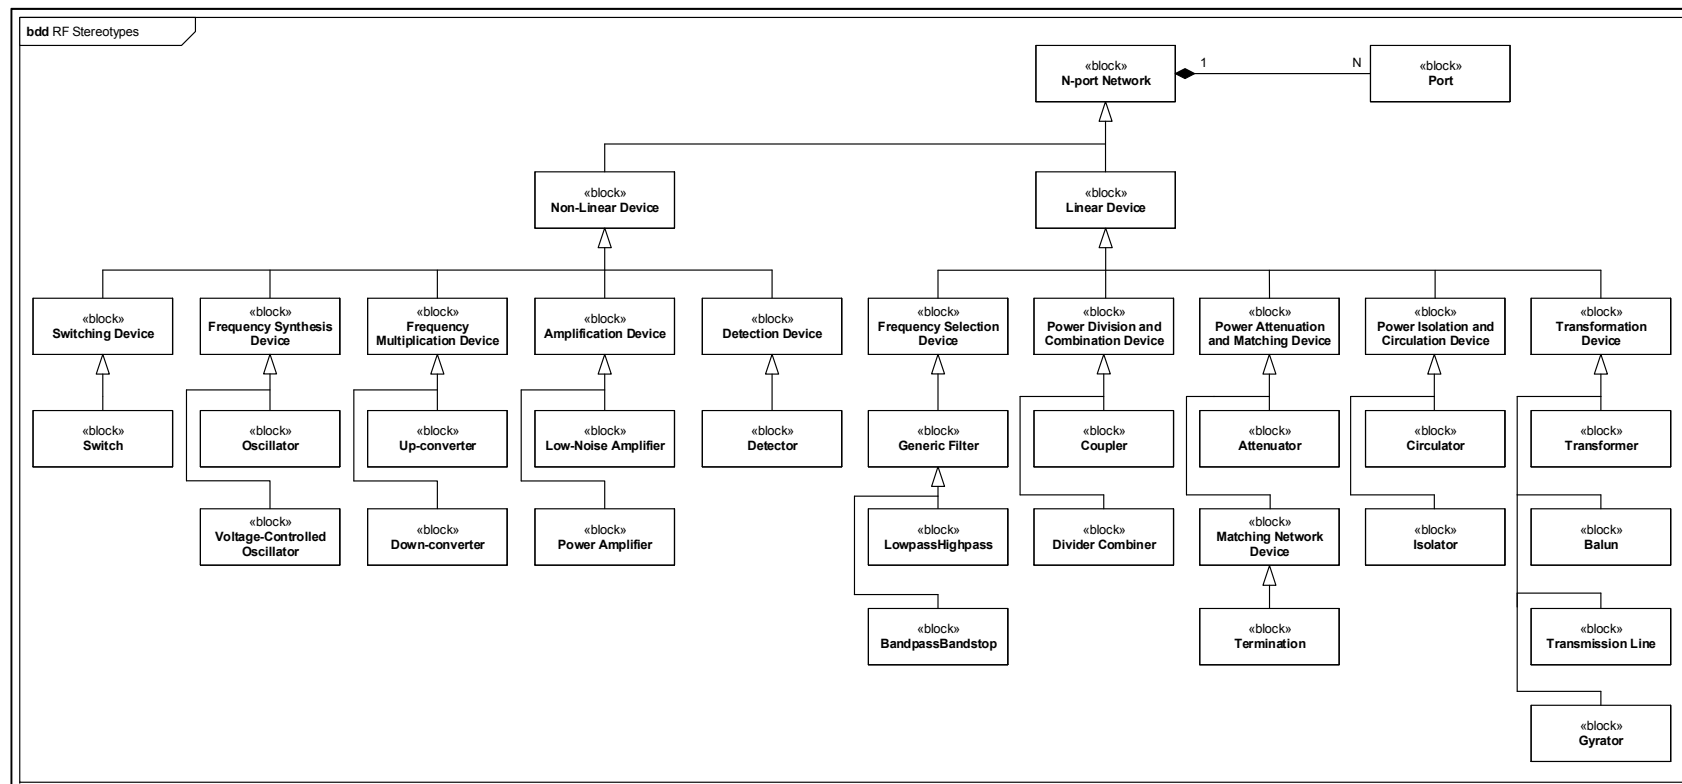 bdd RF Stereotypes
«block»
N-port Network
1
N
«block»
Port
«block»
Non-Linear Device
«block»
Linear Device
«block»
Switching Device
«block»
Frequency Synthesis
Device
«block»
Frequency
Multiplication Device
«block»
Amplification Device
«block»
Detection Device
«block»
Frequency Selection
Device
«block»
Power Division and
Combination Device
«block»
Power Attenuation
and Matching Device
«block»
Power Isolation and
Circulation Device
«block»
Transformation
Device
«block»
Switch
«block»
Oscillator
«block»
Up-converter
«block»
Low-Noise Amplifier
«block»
Detector
«block»
Generic Filter
«block»
Coupler
«block»
Attenuator
«block»
Circulator
«block»
Transformer
«block»
Voltage-Controlled
Oscillator
«block»
Down-converter
«block»
Power Amplifier
«block»
LowpassHighpass
«block»
Divider Combiner
«block»
Matching Network
Device
«block»
Isolator
«block»
Balun
«block»
BandpassBandstop
«block»
Termination
«block»
Transmission Line
«block»
Gyrator